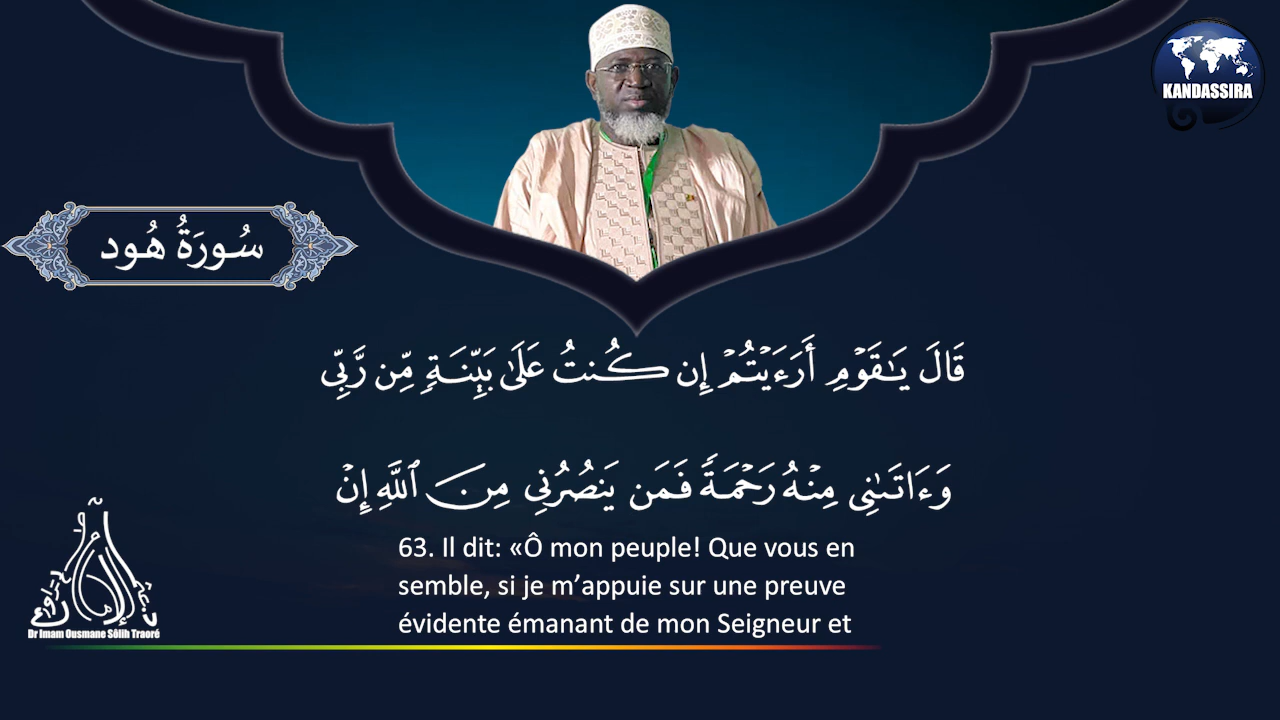 KANDASSIRA
سُورَةُ هُود
قَالَ يَـٰقَوْمِ أَرَءَيْتُمْ إِن كُنتُ عَلَىٰ بَيِّنَةٍ مِّن رَّبِّى
وَءَاتَىٰنِى مِنْهُ رَحْمَةً فَمَن يَنصُرُنِى مِنَ ٱللَّهِ إِنْ
63. Il dit: «Ô mon peuple! Que vous en
semble, si je m’appuie sur une preuve
évidente émanant de mon Seigneur et
Dr Imam Ousmane Sôlih Traoré